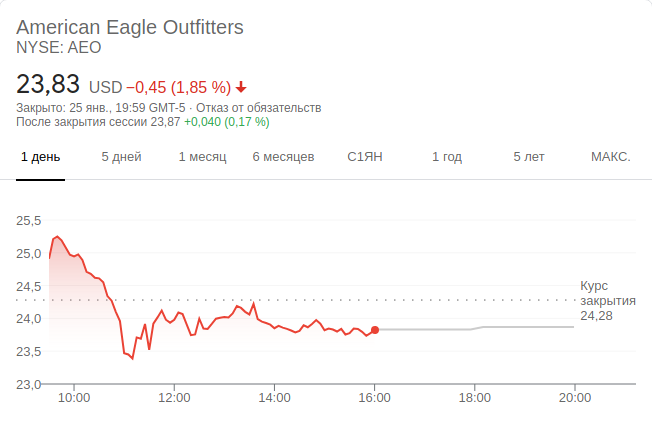 American Eagle Outfitters
NYSE: AEO
23,83 USD −0,45 (1,85 %)
Закрыто: 25 янв., 19:59 GMT-5 · Отказ от обязательств
После закрытия сессии 23,87 +0,040 (0,17 %)
1 день 5 дней 1 месяц 6 месяцев С1ЯН 1 год 5 лет МАКС.
25,5
25,0
24,5
24,0
23,5
23,0
Курс
закрытия
24,28
10:00 12:00 14:00 16:00 18:00 20:00